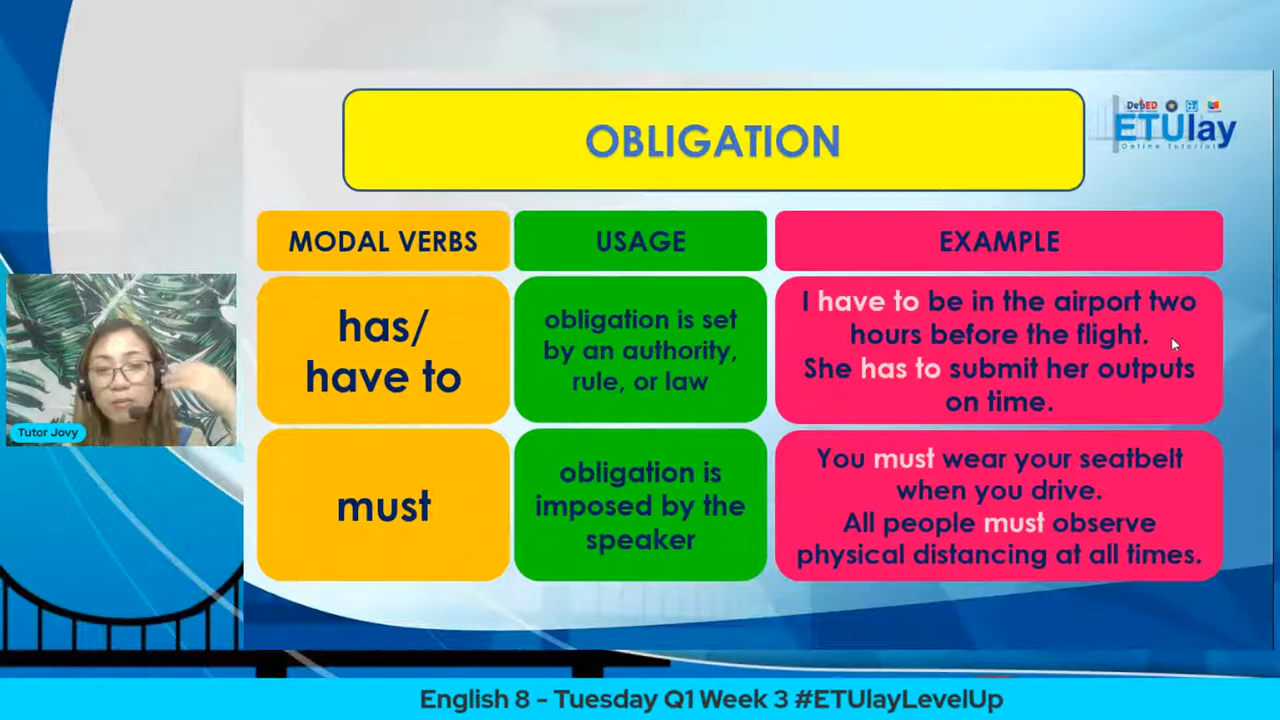 OBLIGATION
DepED
ETUlay
Online Tutorial
MODAL VERBS
USAGE
EXAMPLE
has/
have to
obligation is set
by an authority,
rule, or law
I have to be in the airport two
hours before the flight.
She has to submit her outputs
on time.
must
obligation is
imposed by the
speaker
You must wear your seatbelt
when you drive.
All people must observe
physical distancing at all times.
Tutor Jovy
English 8 - Tuesday Q1 Week 3 #ETUlayLevelUp